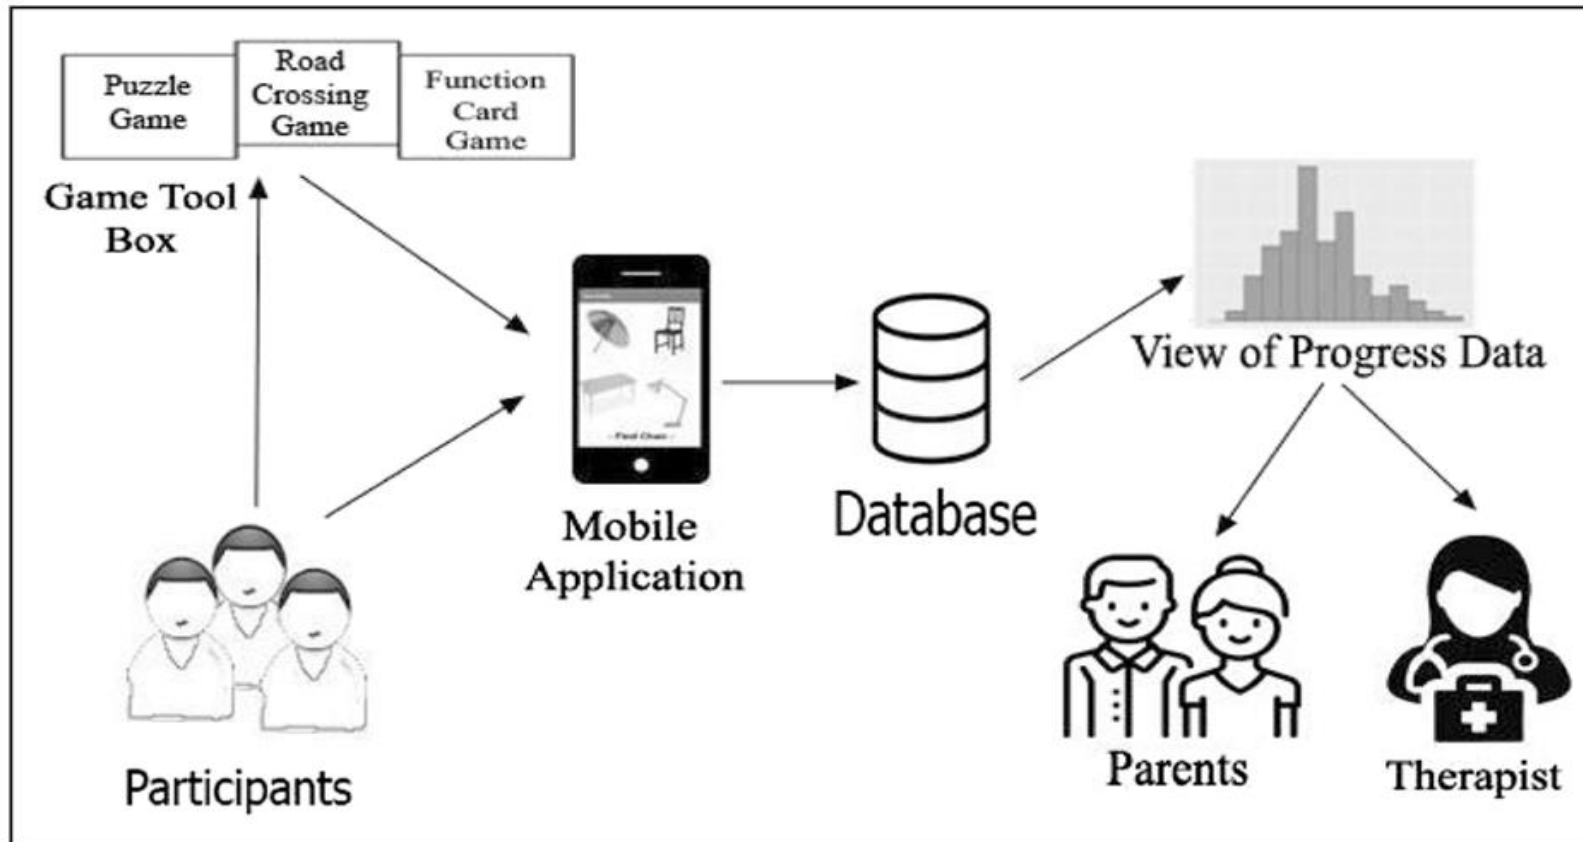 Puzzle
Game
Road
Crossing
Game
Function
Card
Game
Game Tool
Box
Mobile
Application
Database
View of Progress Data
Participants
Parents
Therapist